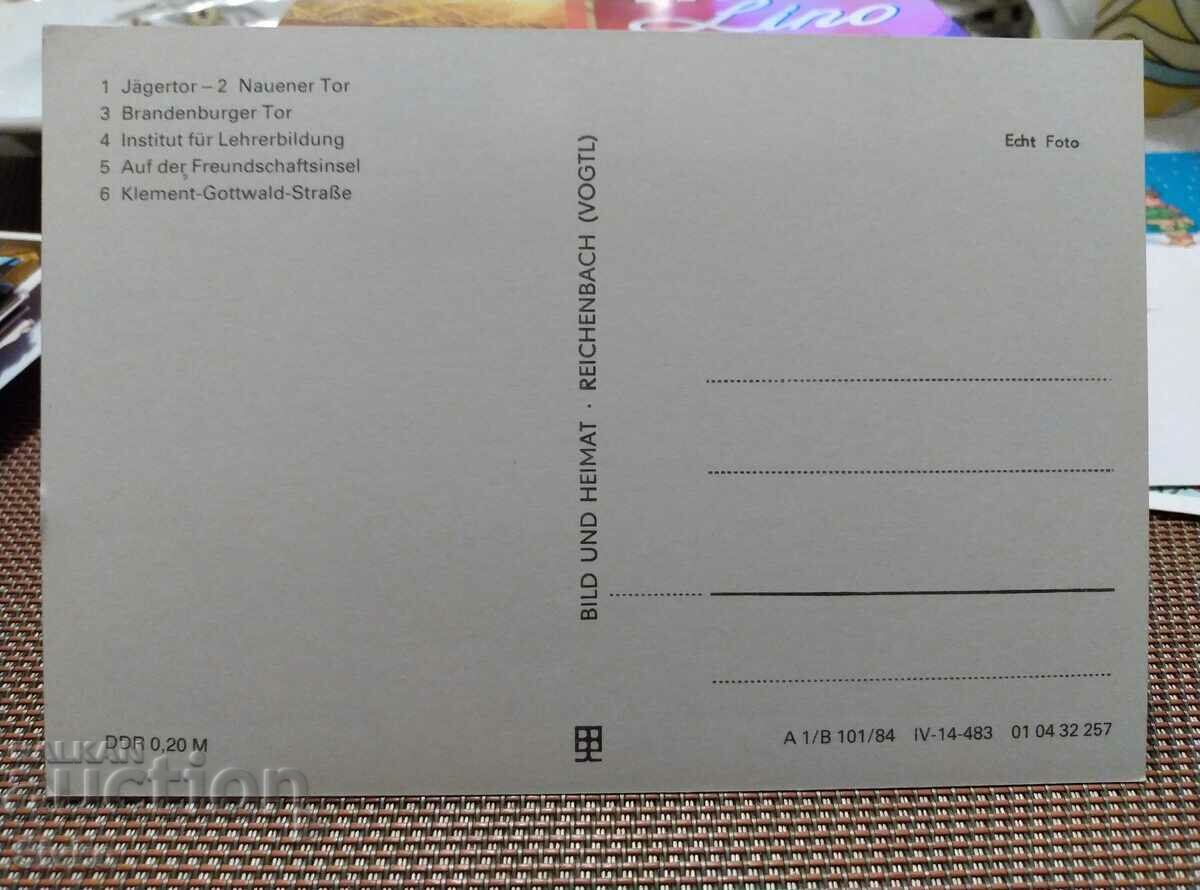 Lino
1 Jägertor – 2 Nauener Tor
3 Brandenburger Tor
4 Institut für Lehrerbildung
5 Auf der Freundschaftsinsel
6 Klement-Gottwald-Straße
BILD UND HEIMAT · REICHENBACH (VOGTL)
Echt Foto
DDR 0,20 M
A 1/B 101/84 IV-14-483 01 04 32 257
BALKAN
auction